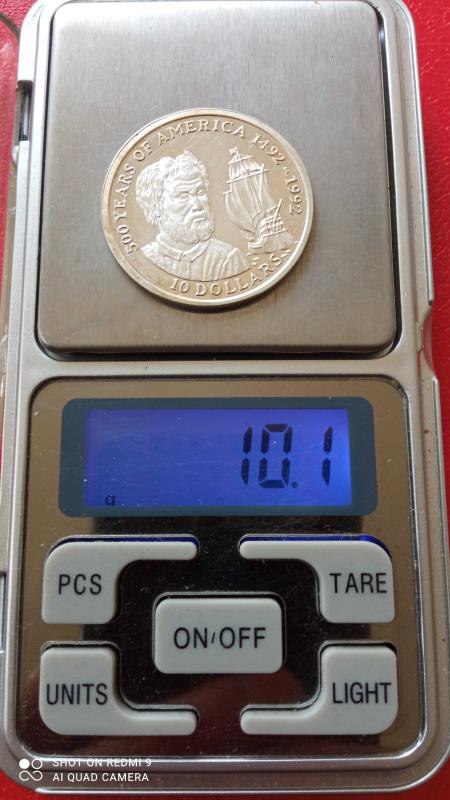 500 YEARS OF AMERICA 1492-1992
10 DOLLARS
10.1
g
PCS
TARE
ON/OFF
UNITS
LIGHT
SHOT ON REDMI 9
AI QUAD CAMERA